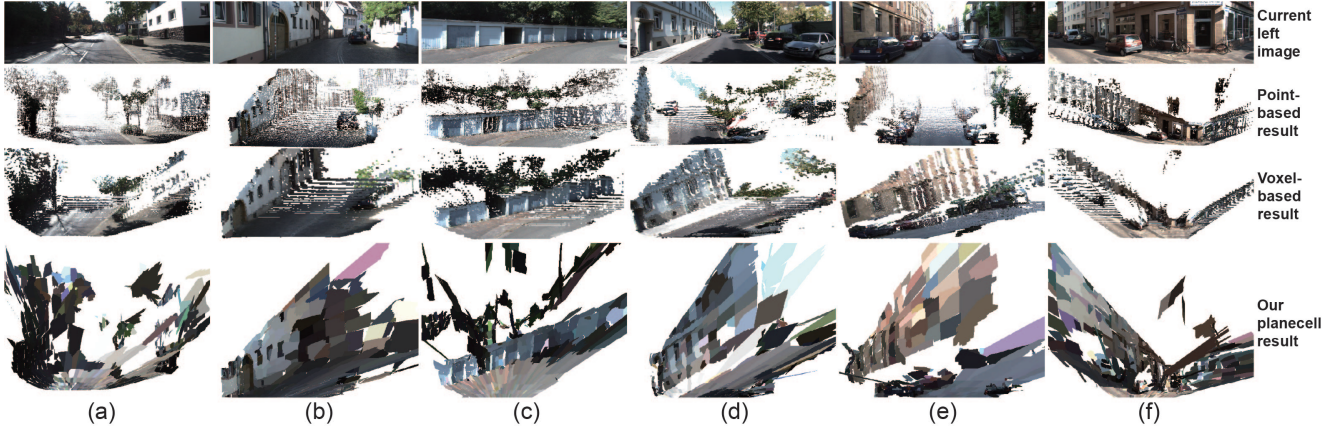 Current
left
image
Point-
based
result
Voxel-
based
result
Our
planecell
result
(a) (b) (c) (d) (e) (f)